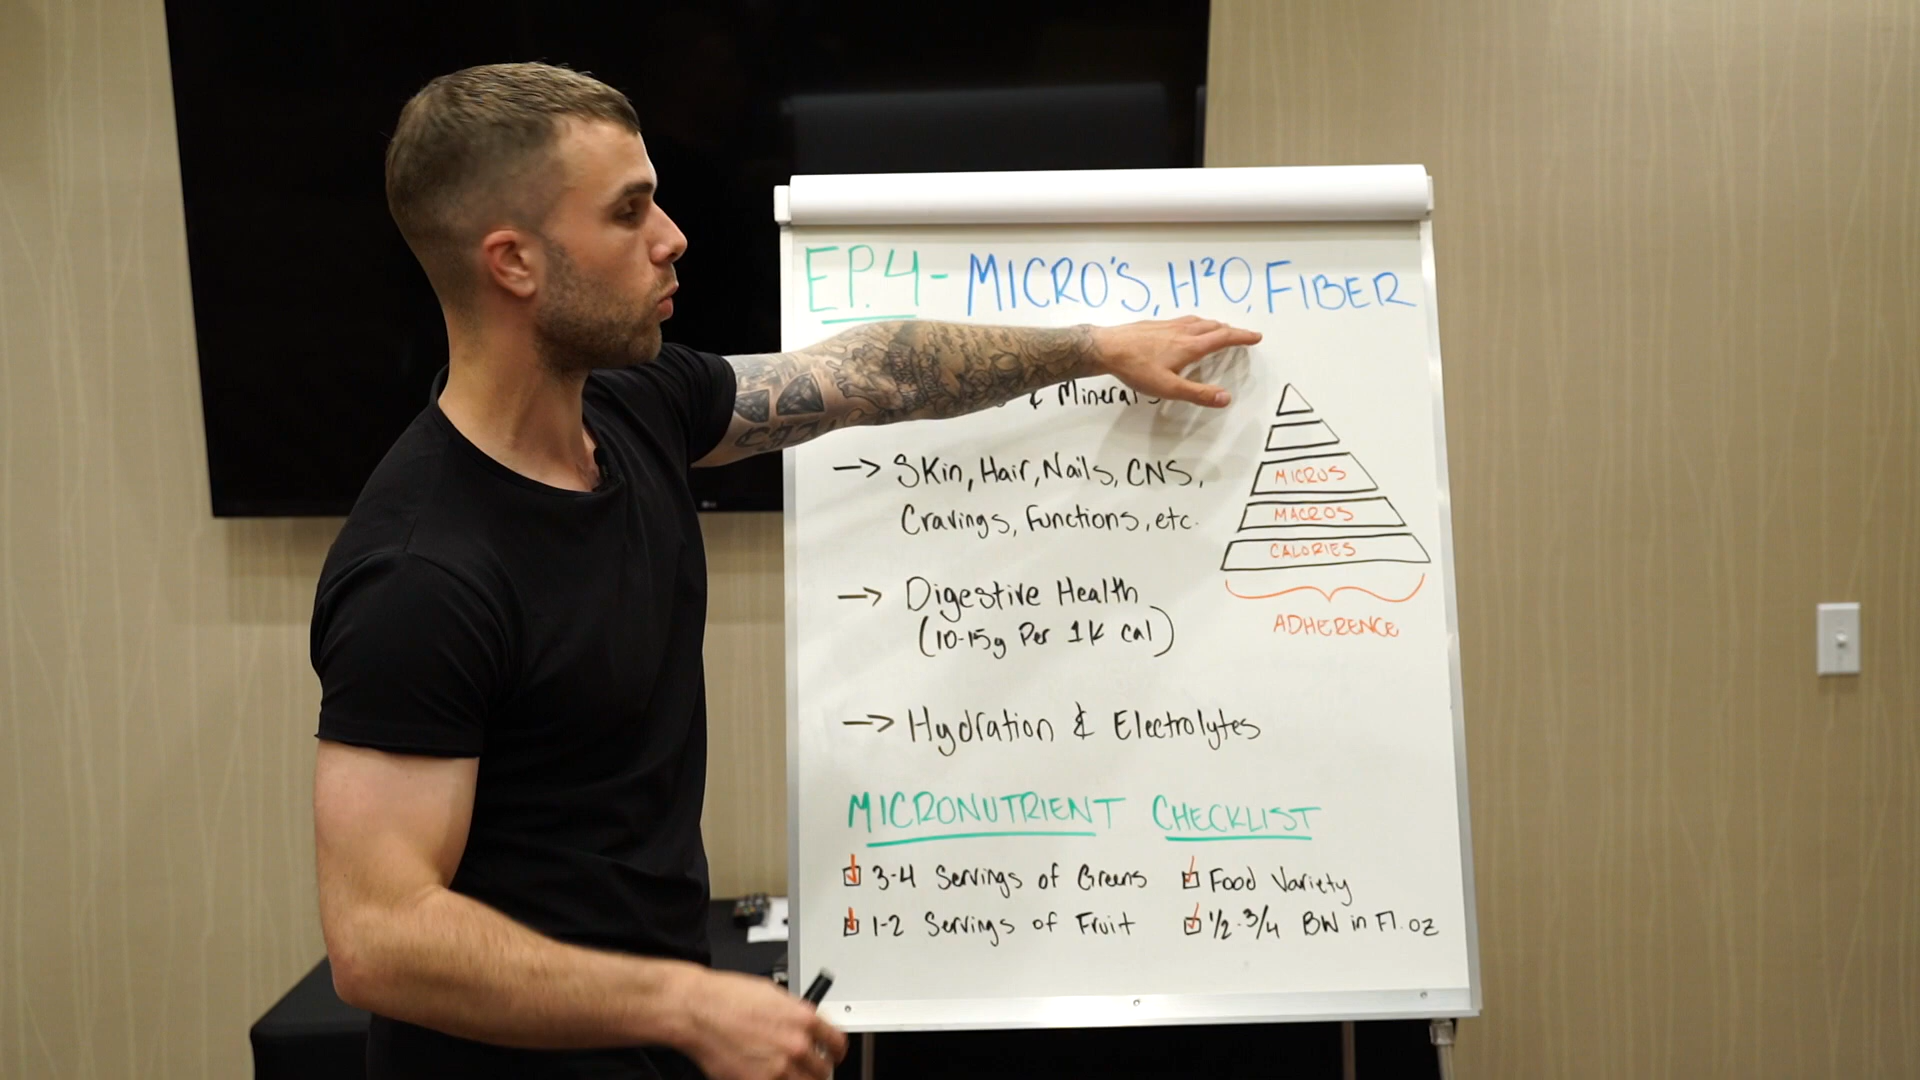 EP.4 - MICRO'S, H²O, FIBER
& Minerals
→ Skin, Hair, Nails, CNS,
Cravings, Functions, etc.
→ Digestive Health
(10-15g Per 1K cal)
→ Hydration & Electrolytes
MICROS
MACROS
CALORIES
ADHERENCE
MICRONUTRIENT CHECKLIST
3-4 Servings of Greens
1-2 Servings of Fruit
Food Variety
1/2-3/4 BW in Fl. oz
LG